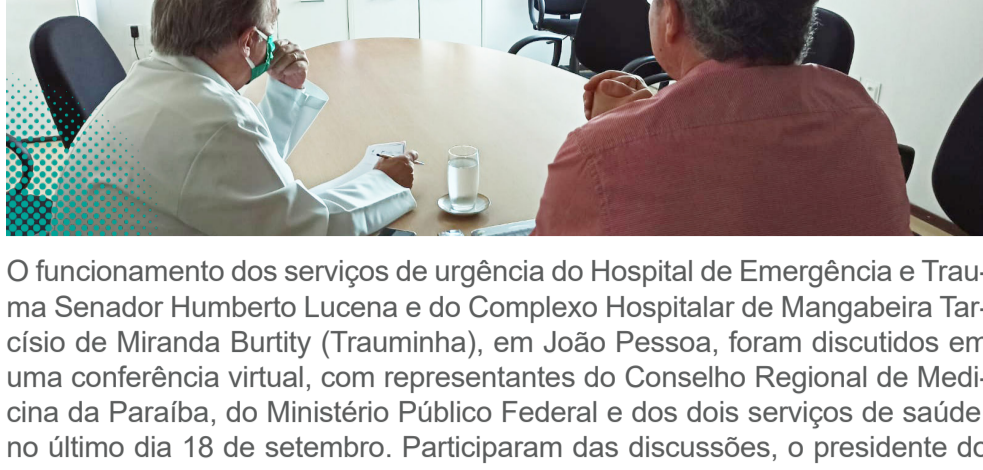 O funcionamento dos serviços de urgência do Hospital de Emergência e Trau-
ma Senador Humberto Lucena e do Complexo Hospitalar de Mangabeira Tar-
císio de Miranda Burtity (Trauminha), em João Pessoa, foram discutidos em
uma conferência virtual, com representantes do Conselho Regional de Medi-
cina da Paraíba, do Ministério Público Federal e dos dois serviços de saúde
no último dia 18 de setembro. Participaram das discussões, o presidente do